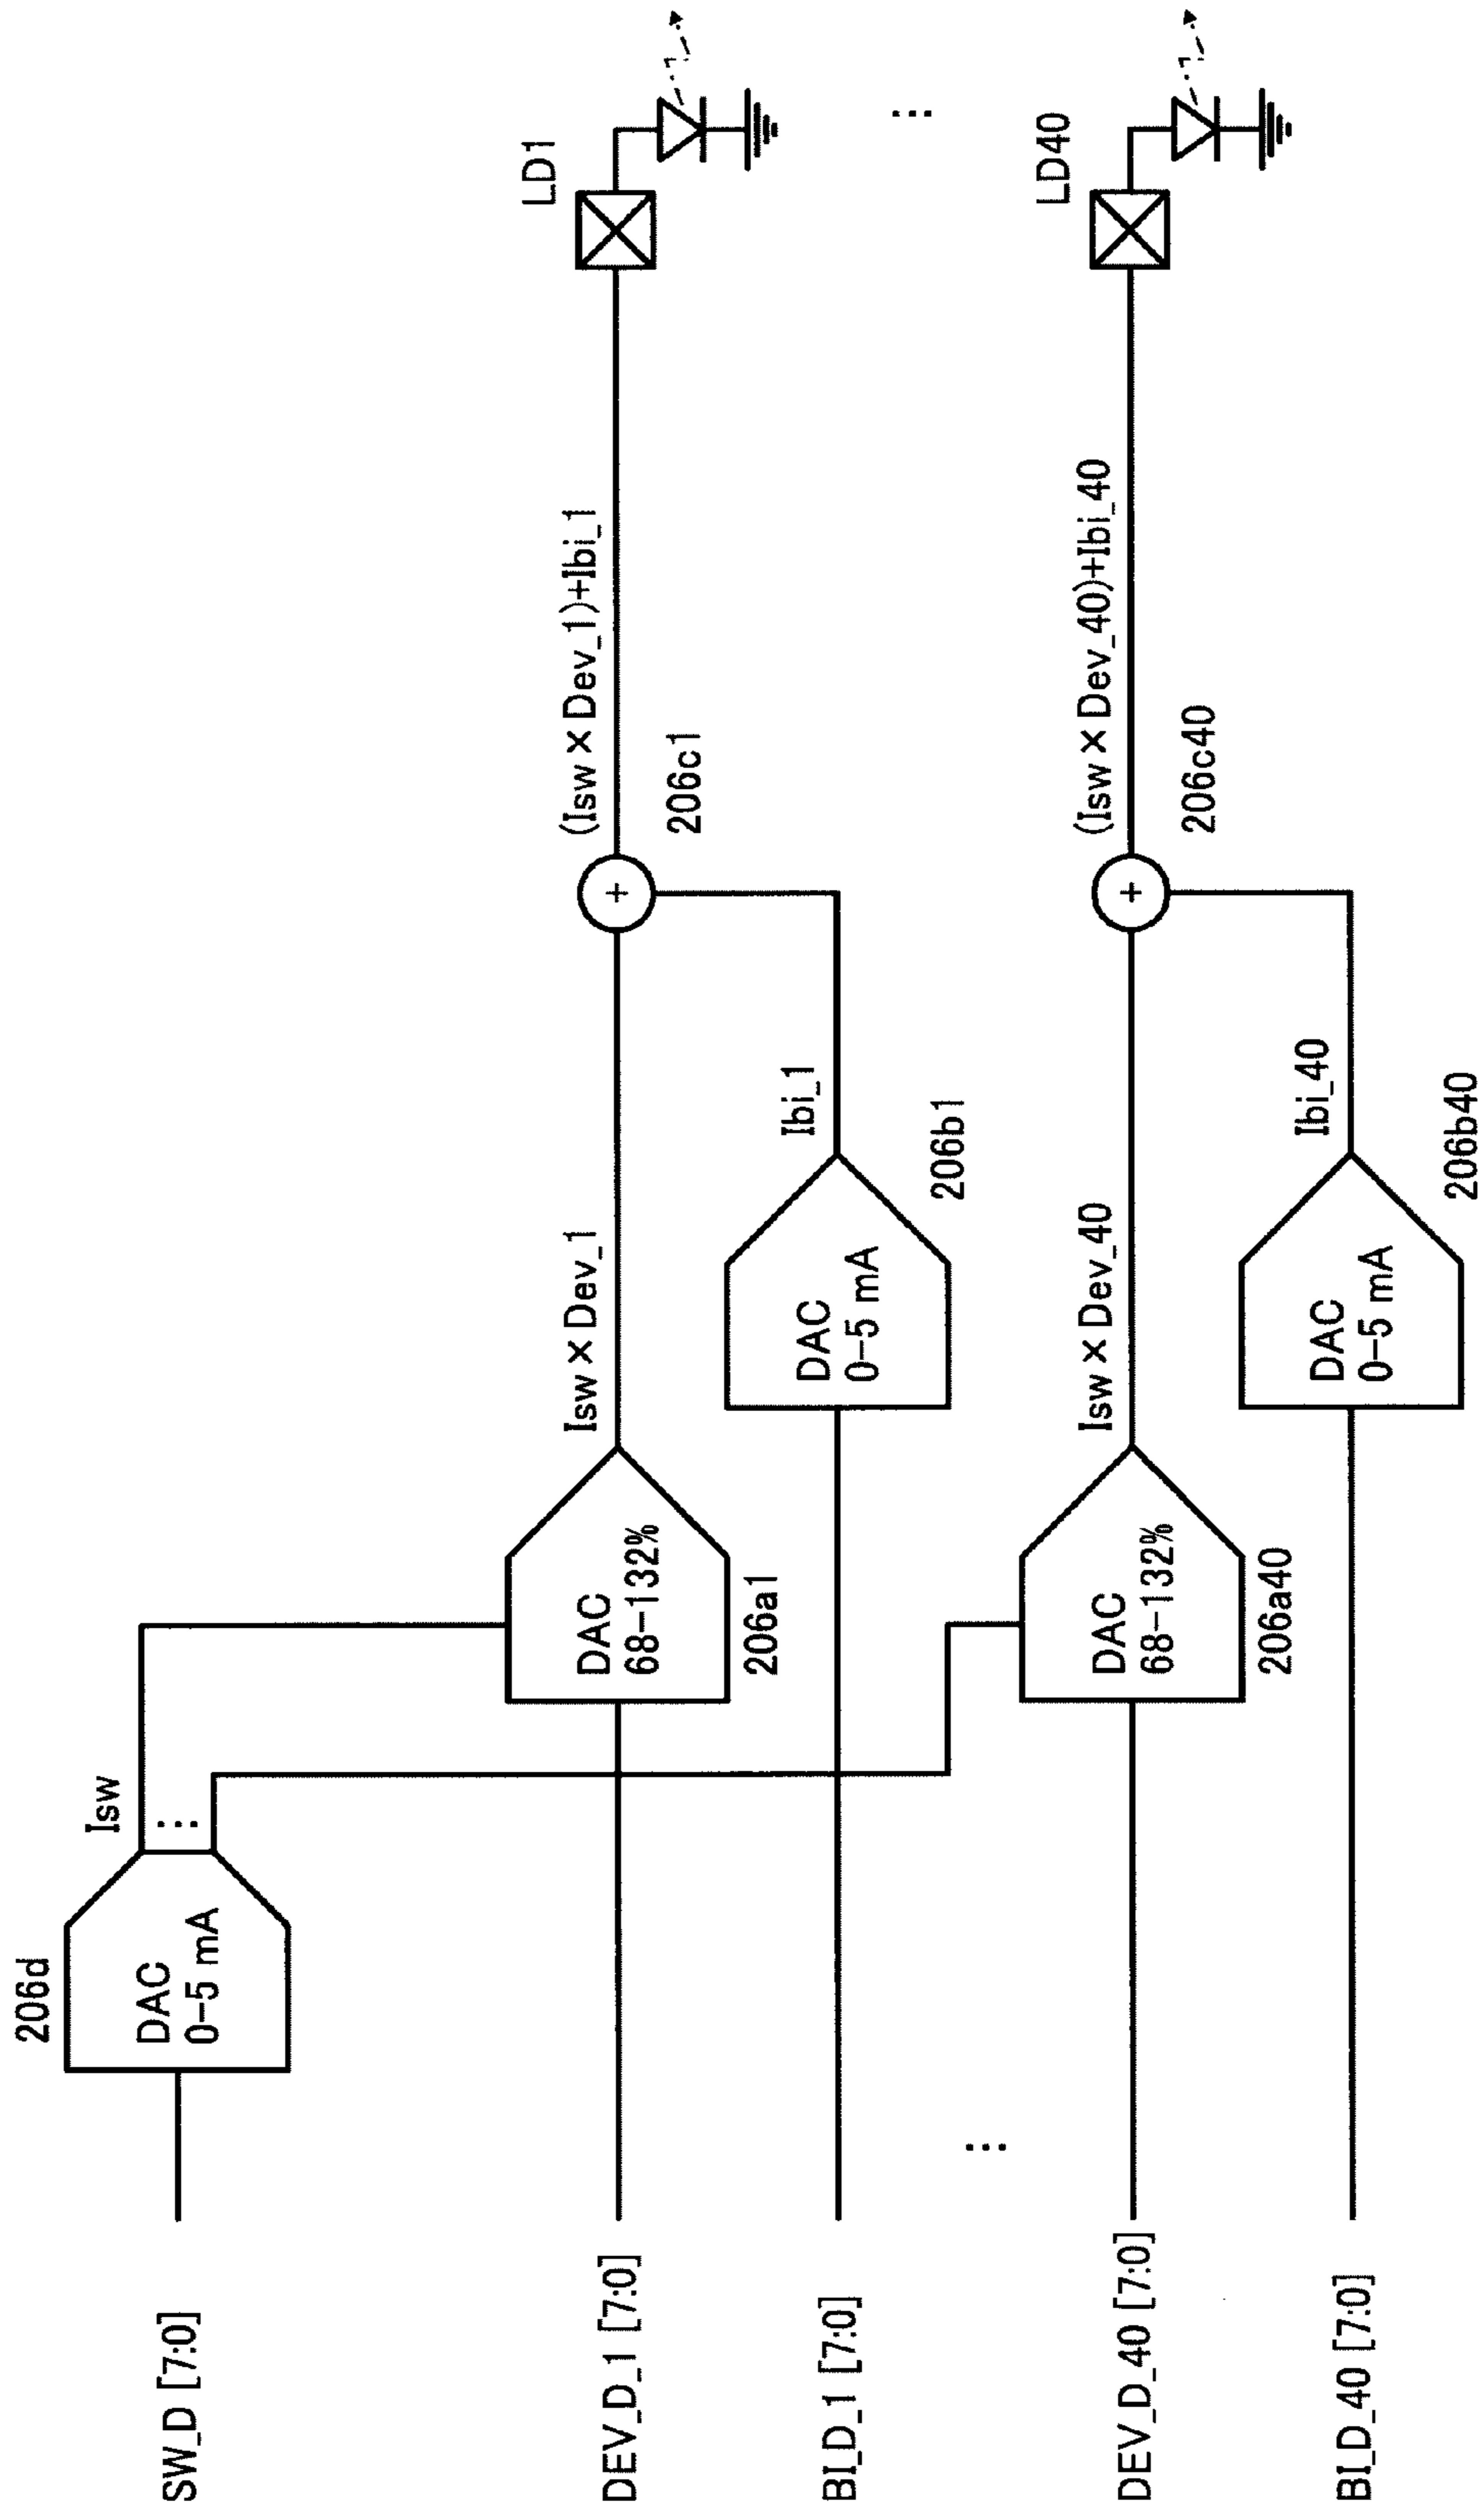 206d
SW_D [7:0]
DAC
0-5 mA
Isw
LD1
DEV_D_1 [7:0]
DAC
68-132%
206a1
Isw×Dev_1
(Isw×Dev_1)+Ibi_1
206c1
BI_D_1 [7:0]
DAC
0-5 mA
206b1
Ibi_1
+
LD40
DEV_D_40 [7:0]
DAC
68-132%
206a40
Isw×Dev_40
(Isw×Dev_40)+Ibi_40
206c40
BI_D_40 [7:0]
DAC
0-5 mA
206b40
Ibi_40
+